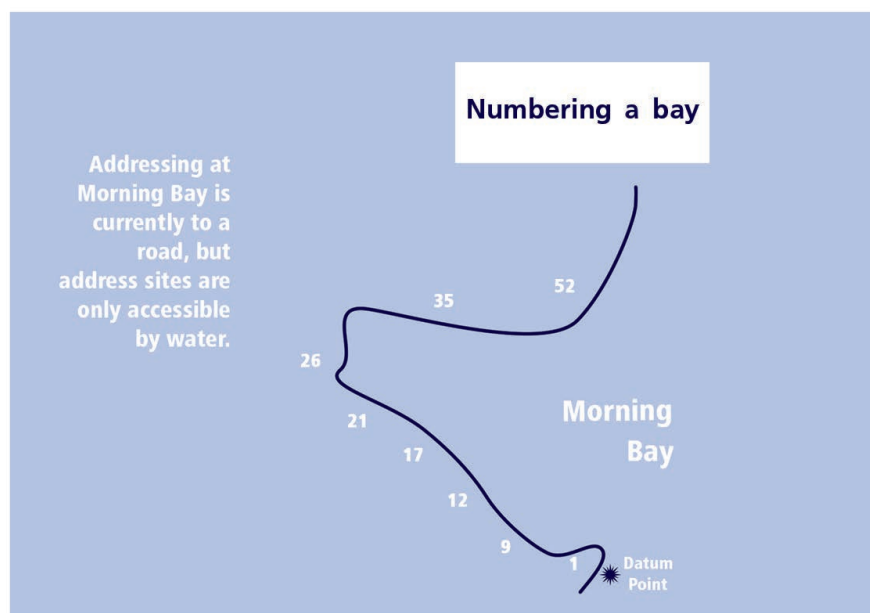 Numbering a bay
Addressing at
Morning Bay is
currently to a
road, but
address sites are
only accessible
by water.
52
35
26
21
17
12
9
1
Morning
Bay
Datum
Point